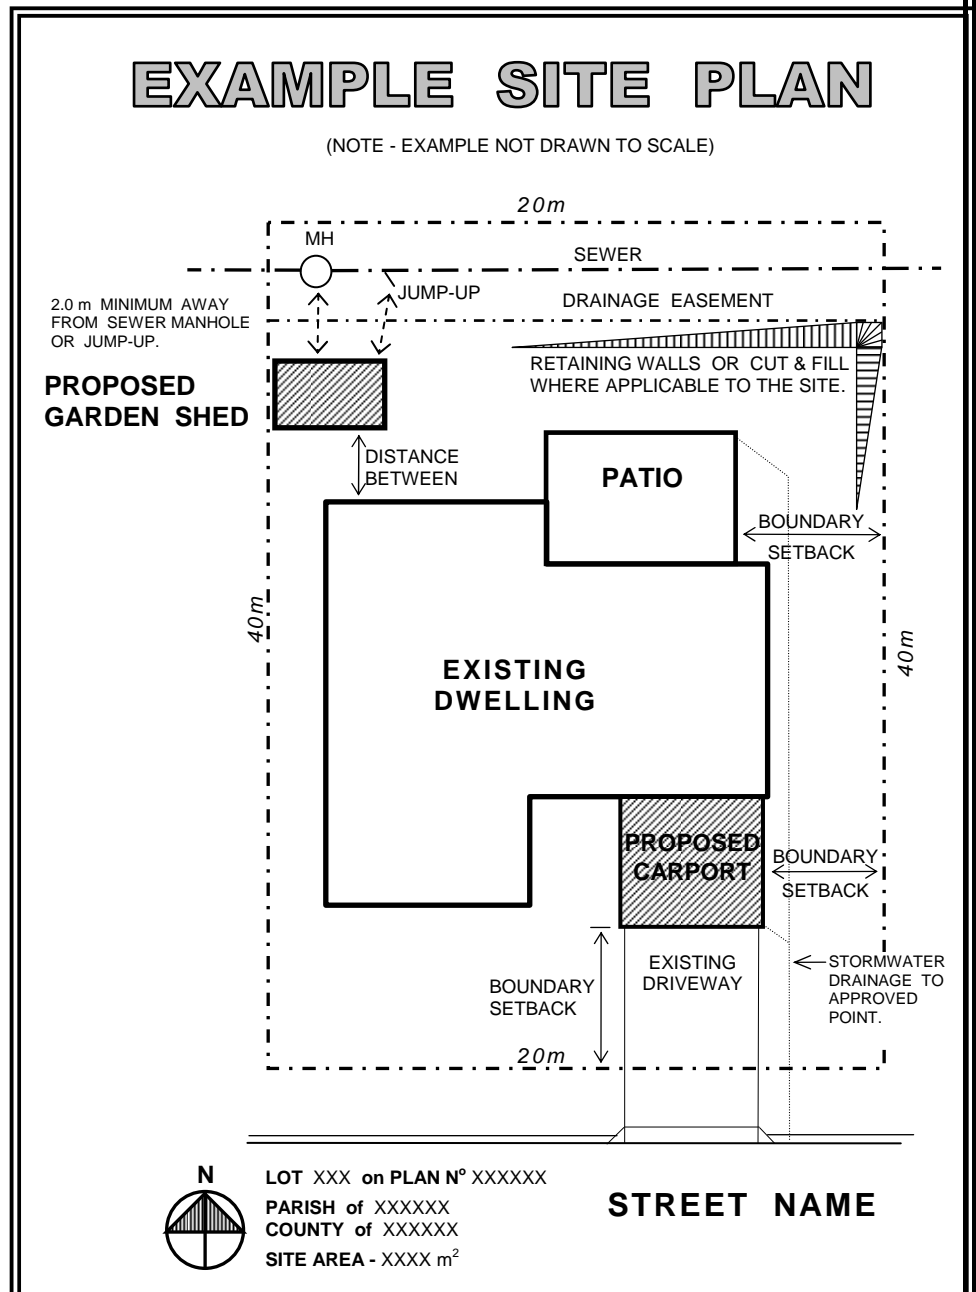 EXAMPLE SITE PLAN
(NOTE - EXAMPLE NOT DRAWN TO SCALE)
20m
MH
SEWER
JUMP-UP
DRAINAGE EASEMENT
2.0 m MINIMUM AWAY
FROM SEWER MANHOLE
OR JUMP-UP.
RETAINING WALLS OR CUT & FILL
WHERE APPLICABLE TO THE SITE.
PROPOSED
GARDEN SHED
DISTANCE
BETWEEN
PATIO
BOUNDARY
SETBACK
40m
40m
EXISTING
DWELLING
PROPOSED
CARPORT
BOUNDARY
SETBACK
EXISTING
DRIVEWAY
STORMWATER
DRAINAGE TO
APPROVED
POINT.
BOUNDARY
SETBACK
20m
N
LOT XXX on PLAN Nº XXXXXX
PARISH of XXXXXX
COUNTY of XXXXXX
SITE AREA - XXXX m²
STREET NAME